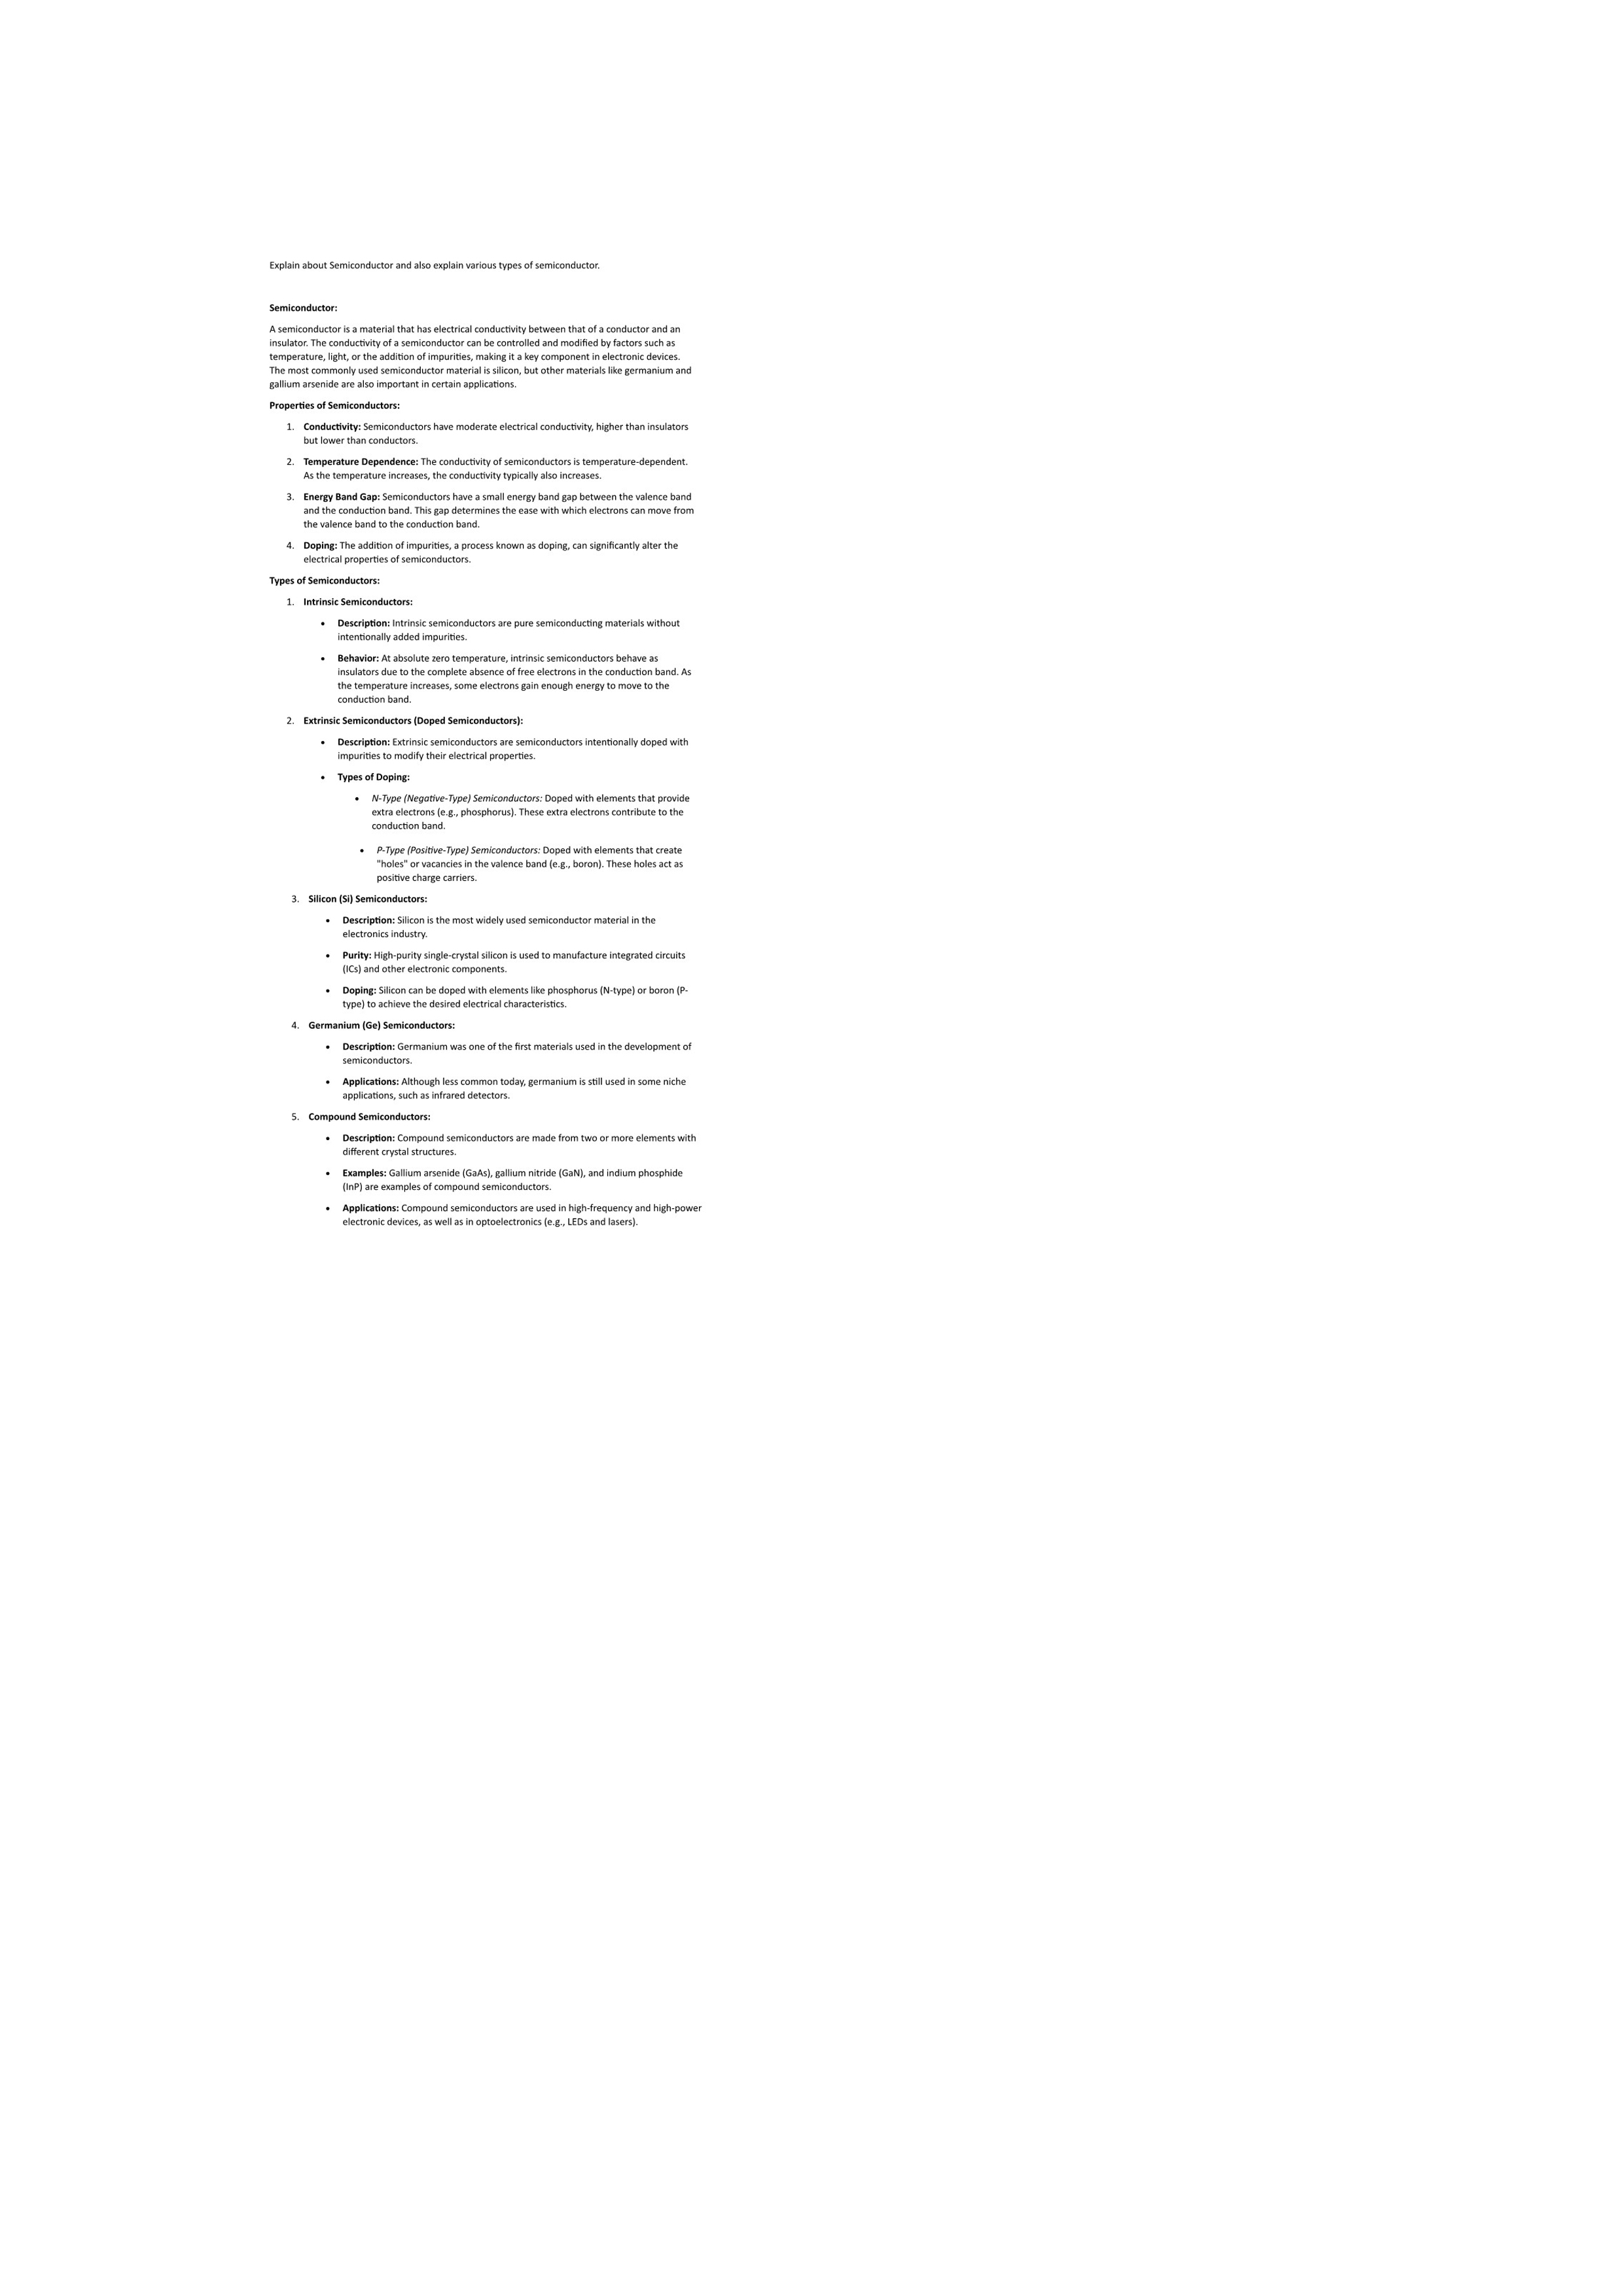 Explain about Semiconductor and also explain various types of semiconductor.
Semiconductor:
A semiconductor is a material that has electrical conductivity between that of a conductor and an
insulator. The conductivity of a semiconductor can be controlled and modified by factors such as
temperature, light, or the addition of impurities, making it a key component in electronic devices.
The most commonly used semiconductor material is silicon, but other materials like germanium and
gallium arsenide are also important in certain applications.
Properties of Semiconductors:
1. Conductivity: Semiconductors have moderate electrical conductivity, higher than insulators
but lower than conductors.
2. Temperature Dependence: The conductivity of semiconductors is temperature-dependent.
As the temperature increases, the conductivity typically also increases.
3. Energy Band Gap: Semiconductors have a small energy band gap between the valence band
and the conduction band. This gap determines the ease with which electrons can move from
the valence band to the conduction band.
4. Doping: The addition of impurities, a process known as doping, can significantly alter the
electrical properties of semiconductors.
Types of Semiconductors:
1. Intrinsic Semiconductors:
• Description: Intrinsic semiconductors are pure semiconducting materials without
intentionally added impurities.
• Behavior: At absolute zero temperature, intrinsic semiconductors behave as
insulators due to the complete absence of free electrons in the conduction band. As
the temperature increases, some electrons gain enough energy to move to the
conduction band.
2. Extrinsic Semiconductors (Doped Semiconductors):
• Description: Extrinsic semiconductors are semiconductors intentionally doped with
impurities to modify their electrical properties.
• Types of Doping:
• N-Type (Negative-Type) Semiconductors: Doped with elements that provide
extra electrons (e.g., phosphorus). These extra electrons contribute to the
conduction band.
• P-Type (Positive-Type) Semiconductors: Doped with elements that create
"holes" or vacancies in the valence band (e.g., boron). These holes act as
positive charge carriers.
3. Silicon (Si) Semiconductors:
• Description: Silicon is the most widely used semiconductor material in the
electronics industry.
• Purity: High-purity single-crystal silicon is used to manufacture integrated circuits
(ICs) and other electronic components.
• Doping: Silicon can be doped with elements like phosphorus (N-type) or boron (P-
type) to achieve the desired electrical characteristics.
4. Germanium (Ge) Semiconductors:
• Description: Germanium was one of the first materials used in the development of
semiconductors.
• Applications: Although less common today, germanium is still used in some niche
applications, such as infrared detectors.
5. Compound Semiconductors:
• Description: Compound semiconductors are made from two or more elements with
different crystal structures.
• Examples: Gallium arsenide (GaAs), gallium nitride (GaN), and indium phosphide
(InP) are examples of compound semiconductors.
• Applications: Compound semiconductors are used in high-frequency and high-power
electronic devices, as well as in optoelectronics (e.g., LEDs and lasers).